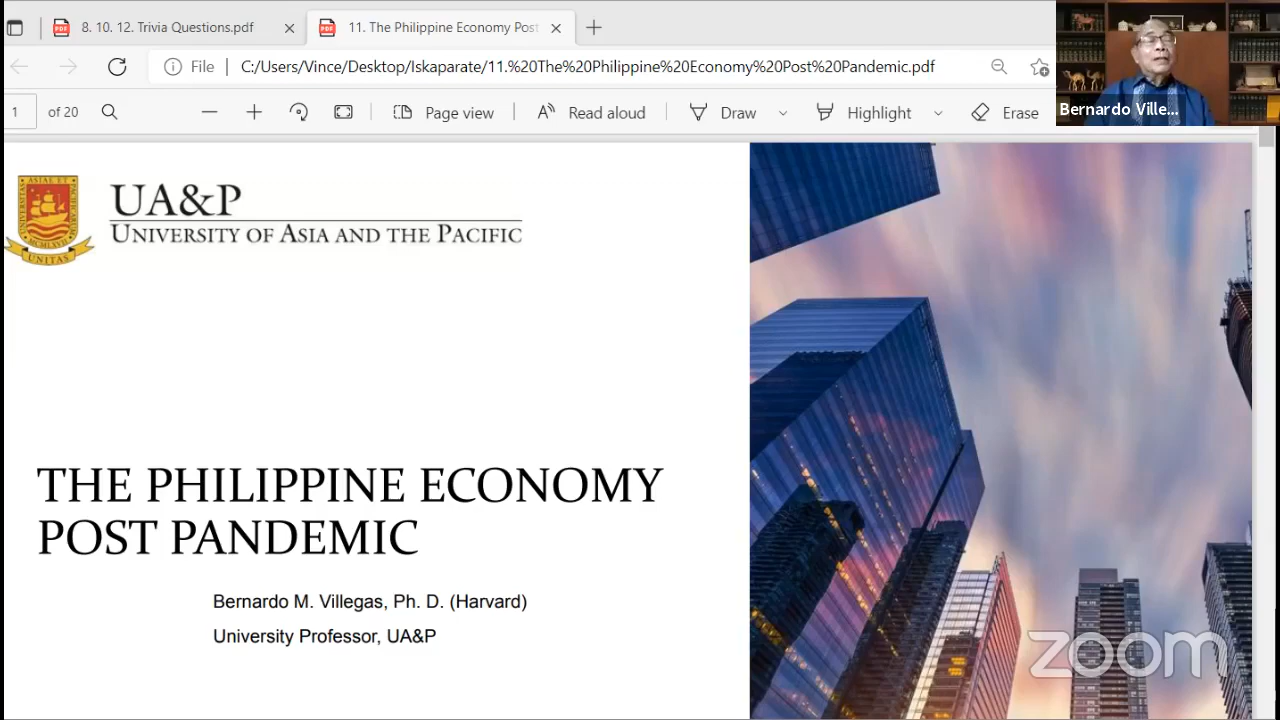 8. 10. 12. Trivia Questions.pdf
11. The Philippine Economy Post
File
C:/Users/Vince/Desktop/Iskaparate/11.%20The%20Philippine%20Economy%20Post%20Pandemic.pdf
1 of 20
Page view
Read aloud
Draw
Highlight
Erase
Bernardo Ville...
UA&P
UNIVERSITY OF ASIA AND THE PACIFIC
UNITAS
THE PHILIPPINE ECONOMY
POST PANDEMIC
Bernardo M. Villegas, Ph. D. (Harvard)
University Professor, UA&P
zoom